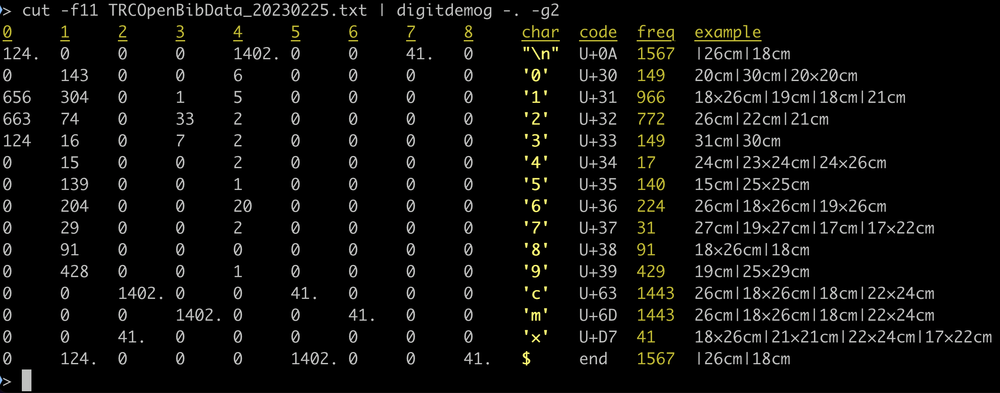 > cut -f11 TRCOpenBibData_20230225.txt | digitdemog -. -g2
0 1 2 3 4 5 6 7 8 char code freq example
124. 0 0 0 1402. 0 0 41. 0 "\n" U+0A 1567 |26cm|18cm
0 143 0 0 6 0 0 0 0 '0' U+30 149 20cm|30cm|20×20cm
656 304 0 1 5 0 0 0 0 '1' U+31 966 18×26cm|19cm|18cm|21cm
663 74 0 33 2 0 0 0 0 '2' U+32 772 26cm|22cm|21cm
124 16 0 7 2 0 0 0 0 '3' U+33 149 31cm|30cm
0 15 0 0 2 0 0 0 0 '4' U+34 17 24cm|23×24cm|24×26cm
0 139 0 0 1 0 0 0 0 '5' U+35 140 15cm|25×25cm
0 204 0 0 20 0 0 0 0 '6' U+36 224 26cm|18×26cm|19×26cm
0 29 0 0 2 0 0 0 0 '7' U+37 31 27cm|19×27cm|17cm|17×22cm
0 91 0 0 0 0 0 0 0 '8' U+38 91 18×26cm|18cm
0 428 0 0 1 0 0 0 0 '9' U+39 429 19cm|25×29cm
0 0 1402. 0 0 41. 0 0 0 'c' U+63 1443 26cm|18×26cm|18cm|22×24cm
0 0 0 1402. 0 0 41. 0 0 'm' U+6D 1443 26cm|18×26cm|18cm|22×24cm
0 0 41. 0 0 0 0 0 0 '×' U+D7 41 18×26cm|21×21cm|22×24cm|17×22cm
0 124. 0 0 0 1402. 0 0 41. $ end 1567 |26cm|18cm
>